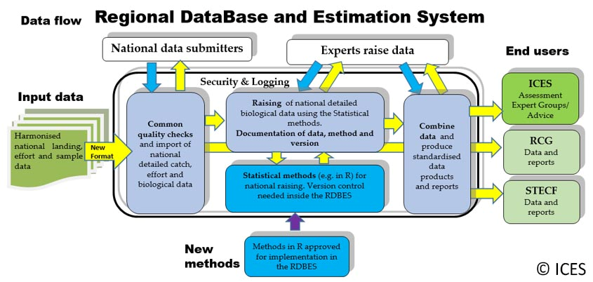 Data flow
Regional DataBase and Estimation System
National data submitters
Experts raise data
End users
Security & Logging
Input data
Harmonised
national landing,
effort and sample
data
New
Format
Common
quality checks
and import of
national
detailed catch,
effort and
biological data
Raising of national detailed
biological data using the Statistical
methods.
Documentation of data, method and
version
Statistical methods (e.g. in R) for
national raising. Version control
needed inside the RDBES
Combine
data and
produce
standardised
data
products
and reports
ICES
Assessment
Expert Groups/
Advice
RCG
Data and
reports
STECF
Data and
reports
New
methods
Methods in R approved
for implementation in
the RDBES
© ICES